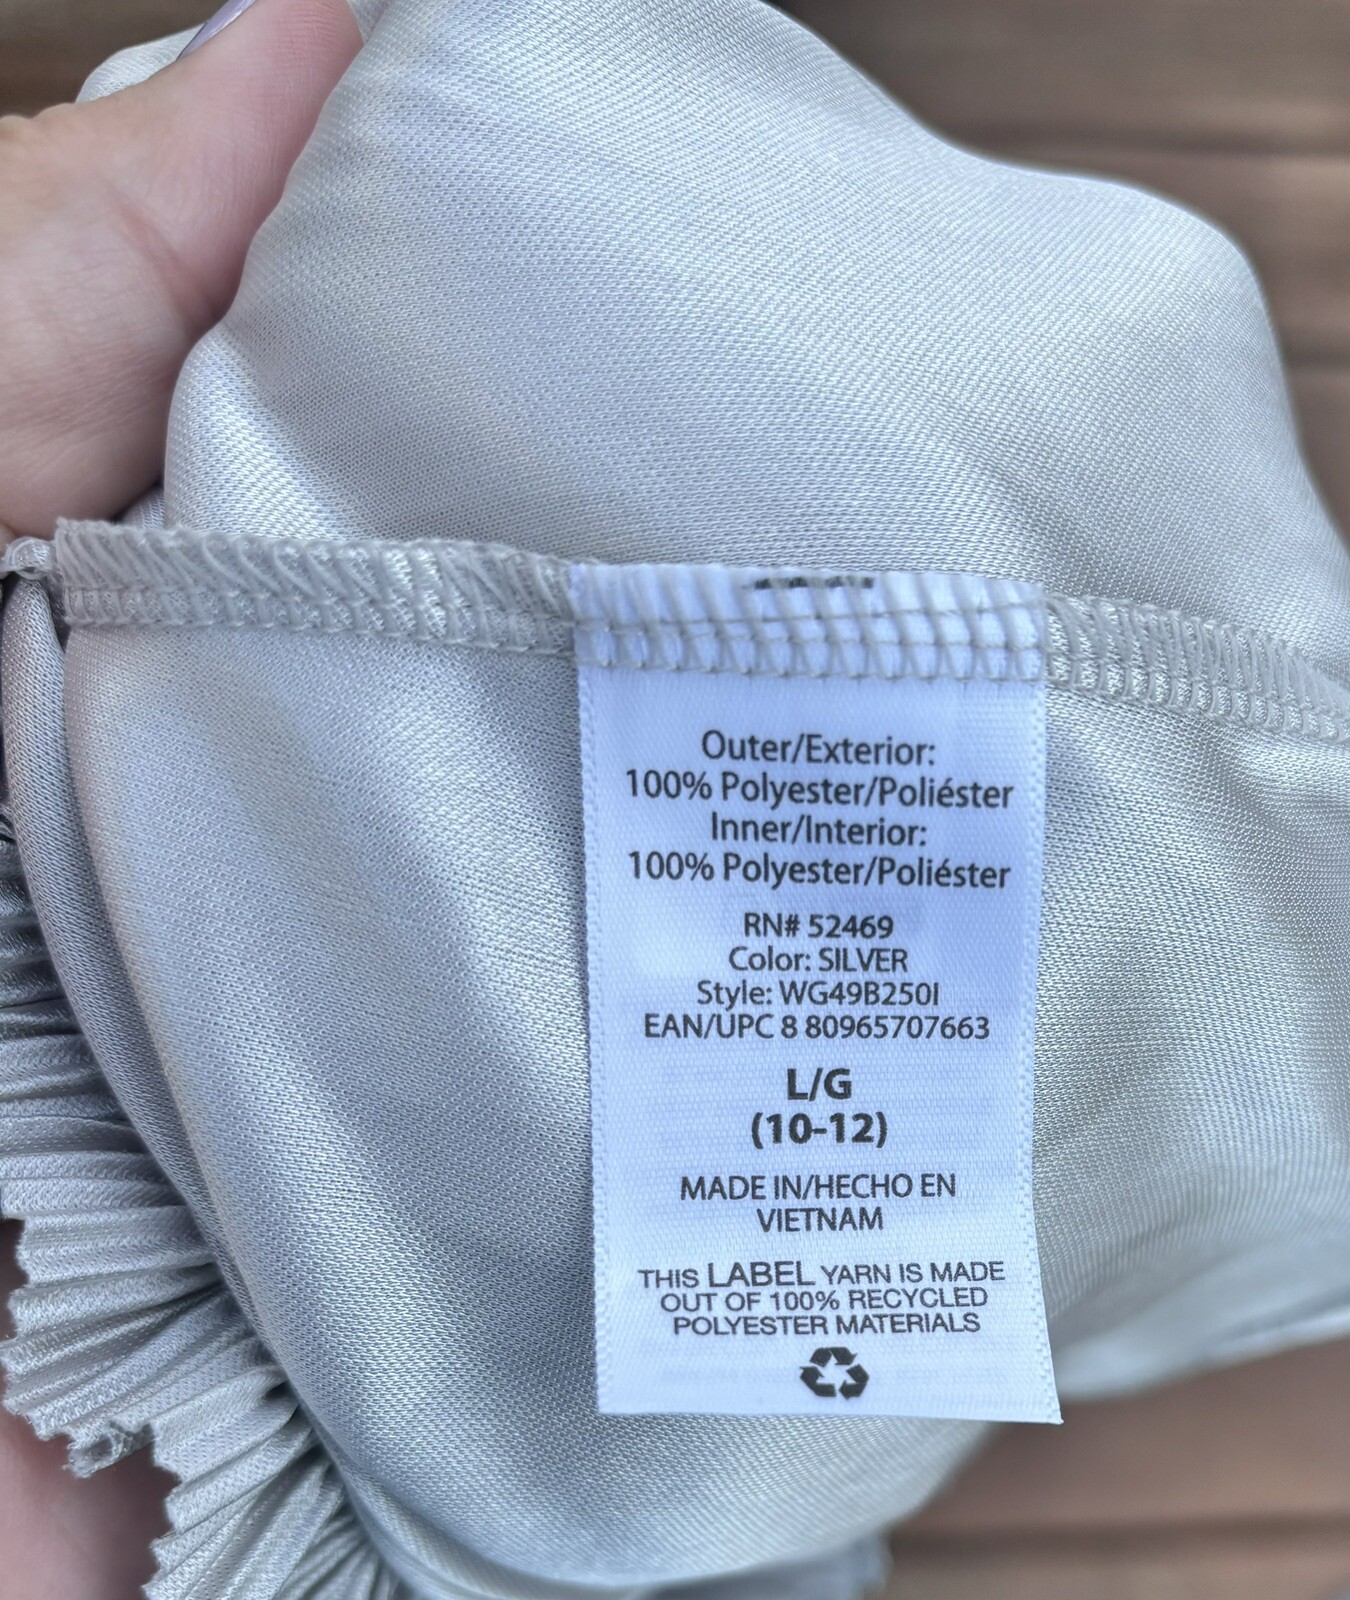 Outer/Exterior:
100% Polyester/Poliéster
Inner/Interior:
100% Polyester/Poliéster
RN# 52469
Color: SILVER
Style: WG49B250I
EAN/UPC 8 80965707663
L/G
(10-12)
MADE IN/HECHO EN
VIETNAM
THIS LABEL YARN IS MADE
OUT OF 100% RECYCLED
POLYESTER MATERIALS